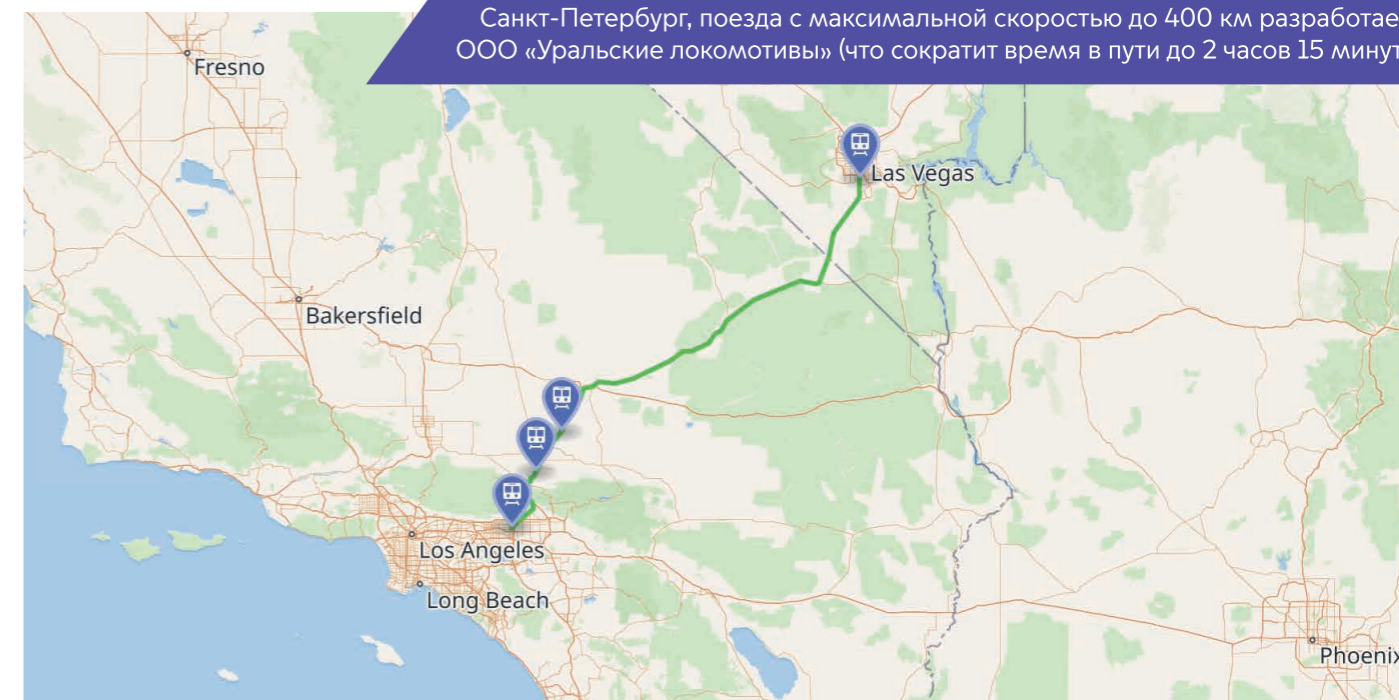 Санкт-Петербург, поезда с максимальной скоростью до 400 км разработае
ООО «Уральские локомотивы» (что сократит время в пути до 2 часов 15 минут
Fresno
Las Vegas
Bakersfield
Los Angeles
Long Beach
Phoenix